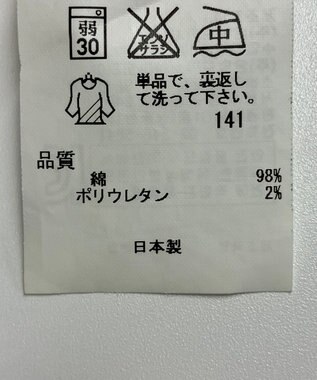 弱 エンソ 中
30 サラシ
単品で、裏返し
て洗って下さい。
141
品質
綿 98%
ポリウレタン 2%
日本製